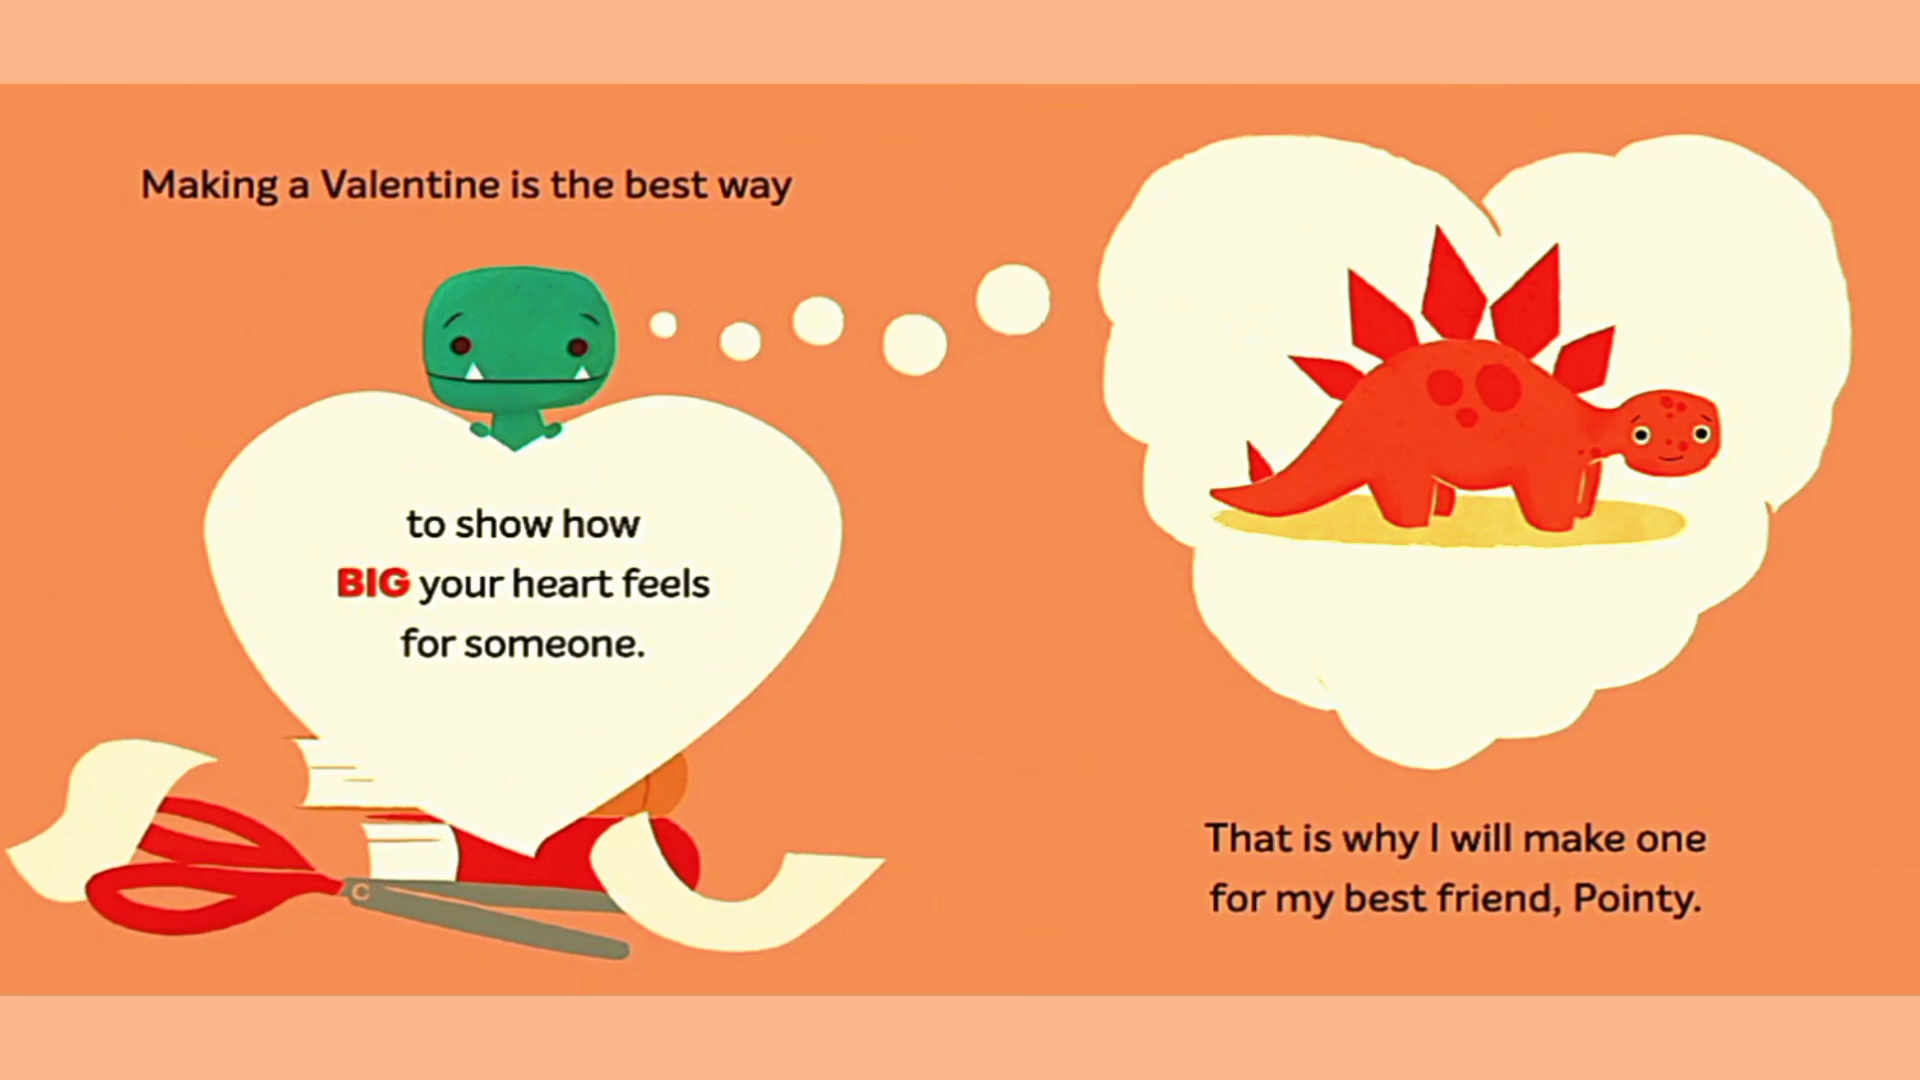 Making a Valentine is the best way
to show how
BIG your heart feels
for someone.
That is why I will make one
for my best friend, Pointy.